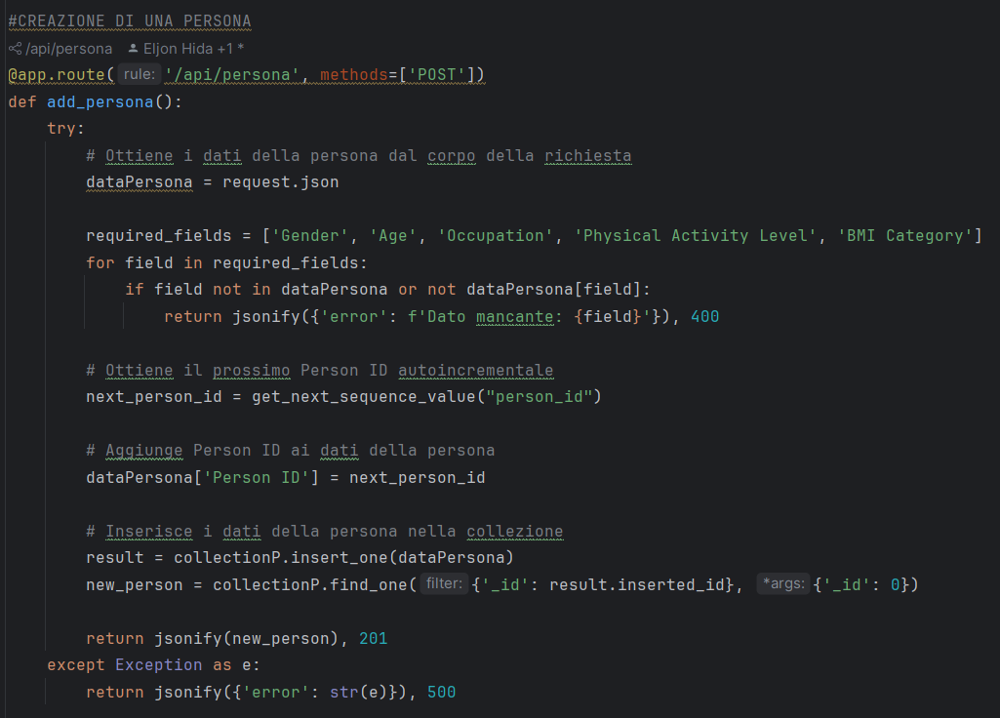 #CREAZIONE DI UNA PERSONA
/api/persona Eljon Hida +1 *
@app.route( rule: '/api/persona', methods=['POST'])
def add_persona():
    try:
        # Ottiene i dati della persona dal corpo della richiesta
        dataPersona = request.json

        required_fields = ['Gender', 'Age', 'Occupation', 'Physical Activity Level', 'BMI Category']
        for field in required_fields:
            if field not in dataPersona or not dataPersona[field]:
                return jsonify({'error': f'Dato mancante: {field}'}), 400

        # Ottiene il prossimo Person ID autoincrementale
        next_person_id = get_next_sequence_value("person_id")

        # Aggiunge Person ID ai dati della persona
        dataPersona['Person ID'] = next_person_id

        # Inserisce i dati della persona nella collezione
        result = collectionP.insert_one(dataPersona)
        new_person = collectionP.find_one( filter: {'_id': result.inserted_id}, *args: {'_id': 0})

        return jsonify(new_person), 201
    except Exception as e:
        return jsonify({'error': str(e)}), 500